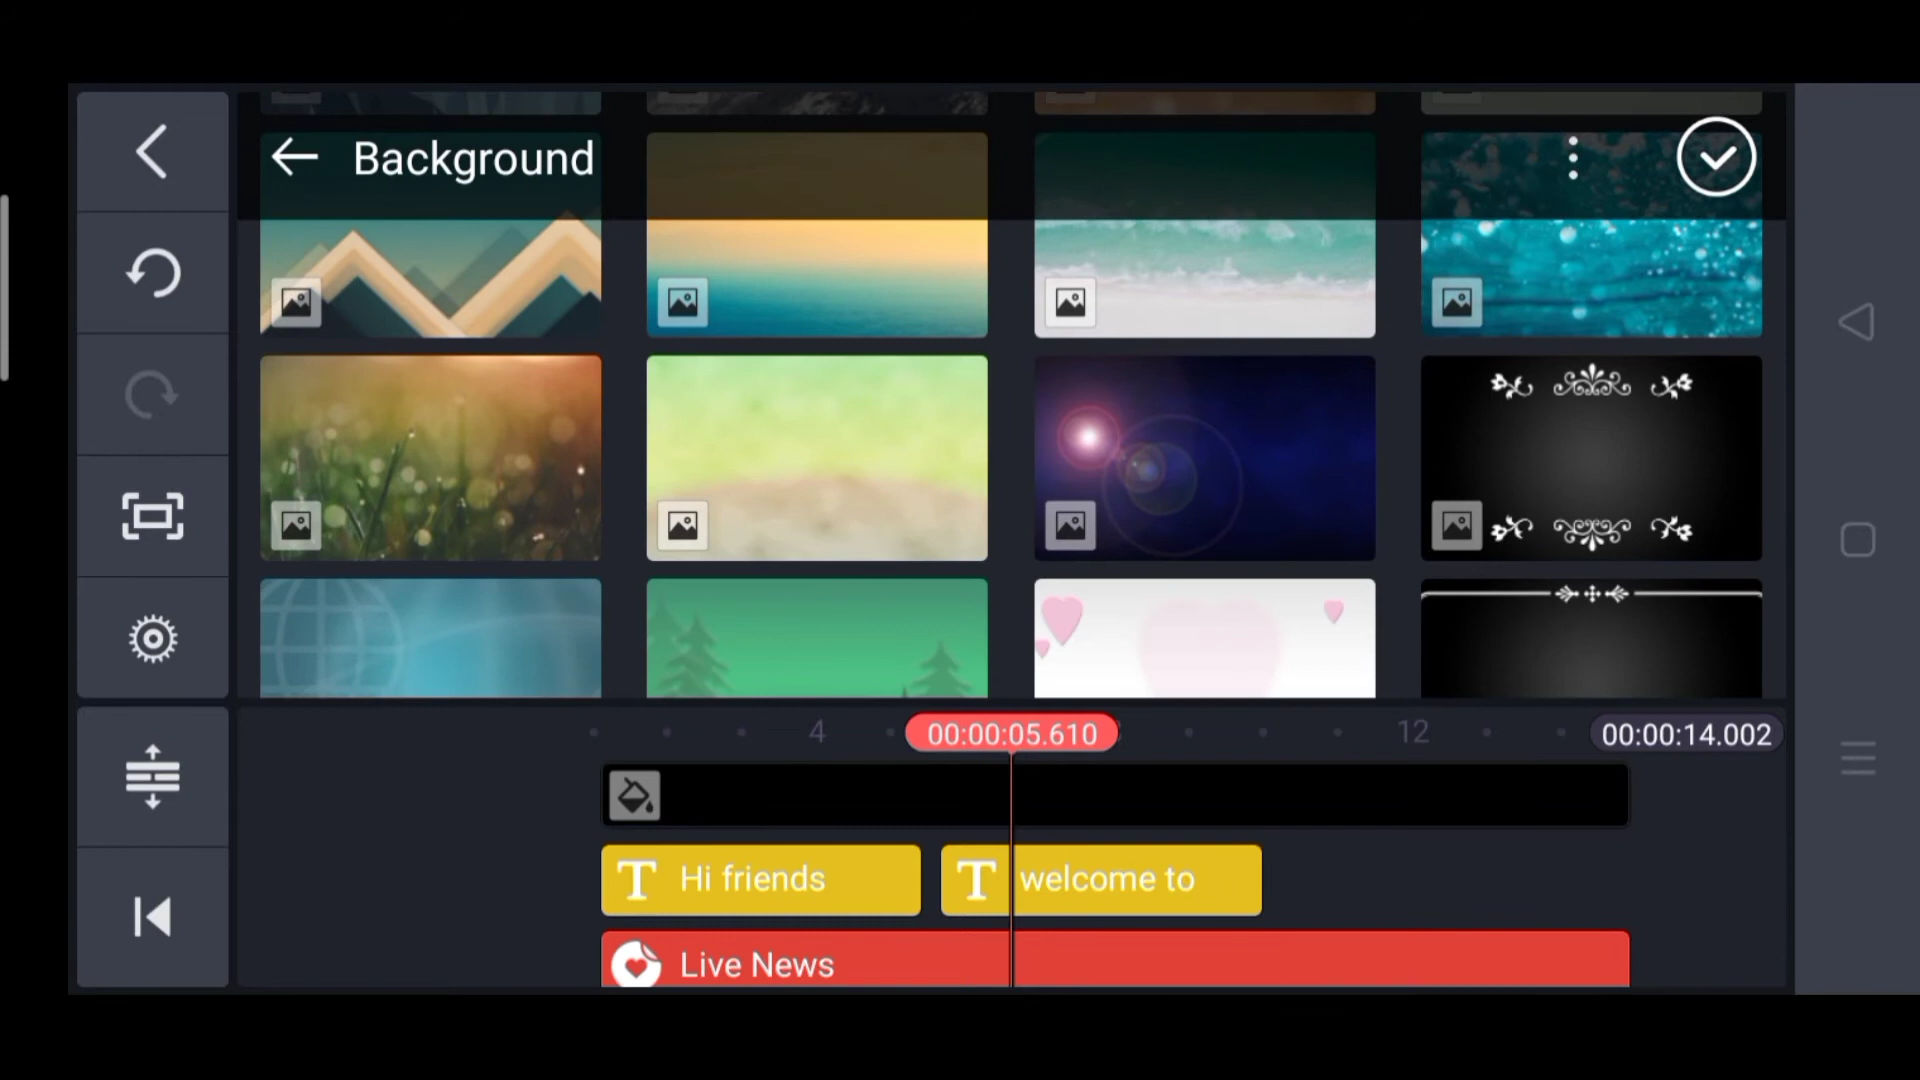 Background
4
00:00:05.610
12
00:00:14.002
T Hi friends
T welcome to
Live News